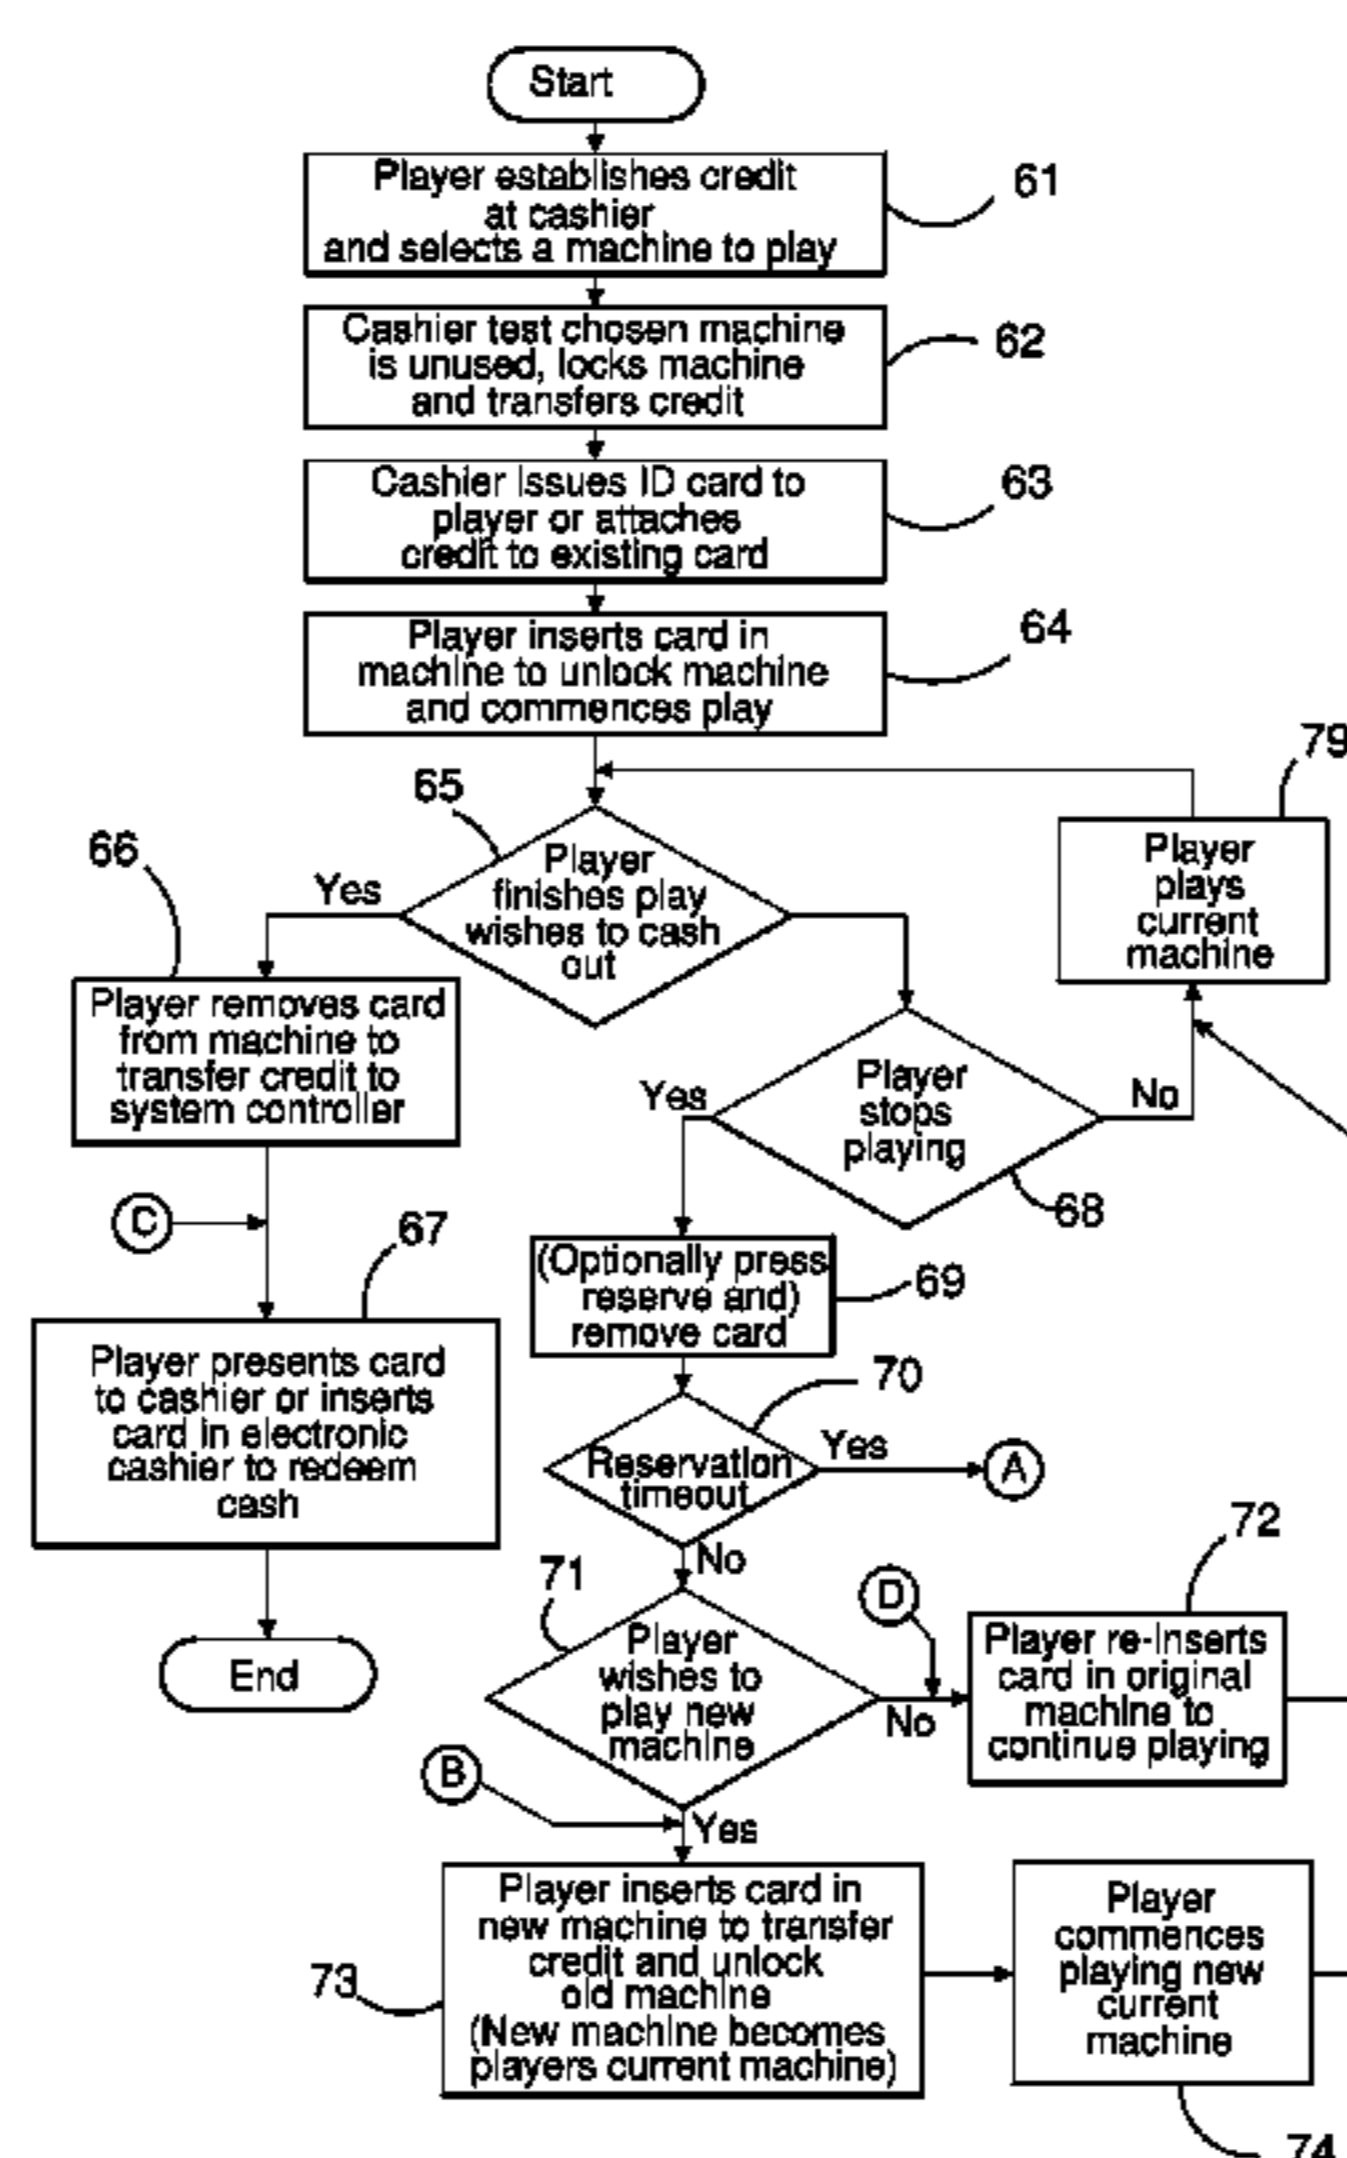 Start
Player establishes credit
at cashier
and selects a machine to play
61
Cashier test chosen machine
is unused, locks machine
and transfers credit
62
Cashier issues ID card to
player or attaches
credit to existing card
63
Player inserts card in
machine to unlock machine
and commences play
64
79
Player
plays
current
machine
65
Player
finishes play
wishes to cash
out
Yes
66
Player removes card
from machine to
transfer credit to
system controller
Yes
Player
stops
playing
No
68
C
67
(Optionally press
reserve and)
remove card
69
Player presents card
to cashier or inserts
card in electronic
cashier to redeem
cash
70
Reservation
timeout
Yes
A
No
End
71
Player
wishes to
play new
machine
D
No
72
Player re-inserts
card in original
machine to
continue playing
B
Yes
Player inserts card in
new machine to transfer
credit and unlock
old machine
(New machine becomes
players current machine)
73
Player
commences
playing new
current
machine
74